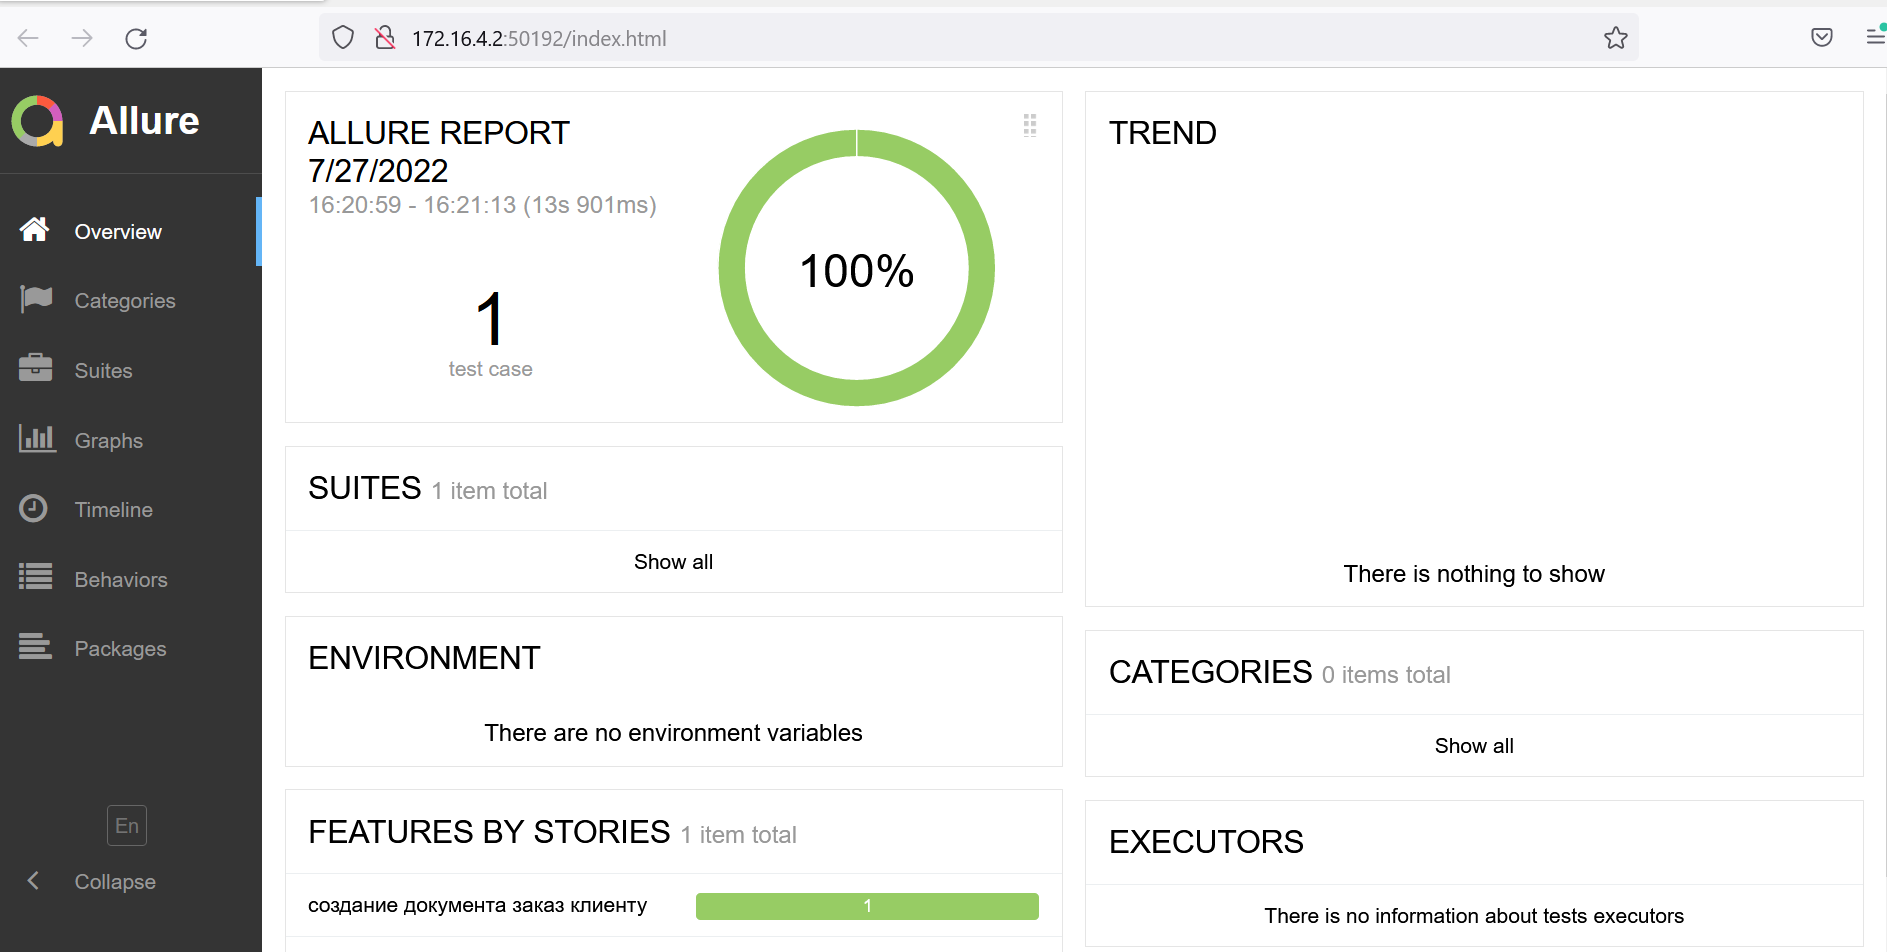 172.16.4.2:50192/index.html
Allure
Overview
Categories
Suites
Graphs
Timeline
Behaviors
Packages
En
Collapse
ALLURE REPORT
7/27/2022
16:20:59 - 16:21:13 (13s 901ms)
1
test case
100%
SUITES 1 item total
Show all
ENVIRONMENT
There are no environment variables
FEATURES BY STORIES 1 item total
создание документа заказ клиенту 1
TREND
There is nothing to show
CATEGORIES 0 items total
Show all
EXECUTORS
There is no information about tests executors